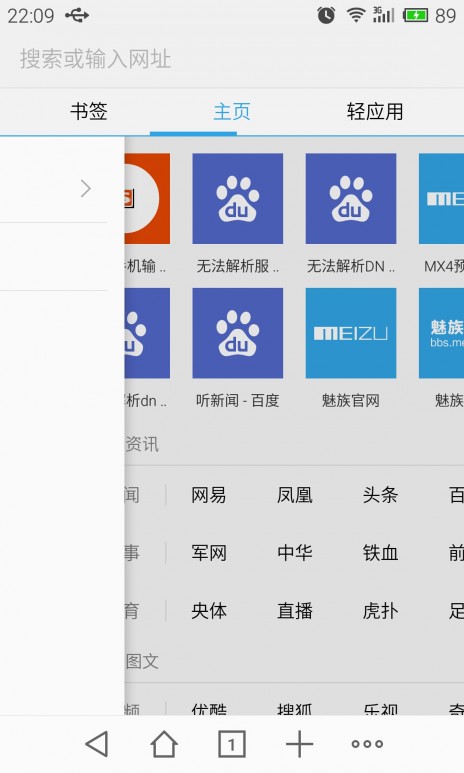 22:09 3G 89
搜索或输入网址
书签 主页 轻应用
S du du MEIZU
机输 .. 无法解析服 .. 无法解析DN .. MX4预
du du MEIZU 魅族
bbs.me
析dn .. 听新闻 - 百度 魅族官网 魅族
资讯
闻 网易 凤凰 头条 百
事 军网 中华 铁血 前
育 央体 直播 虎扑 足
图文
频 优酷 搜狐 乐视 奇
1